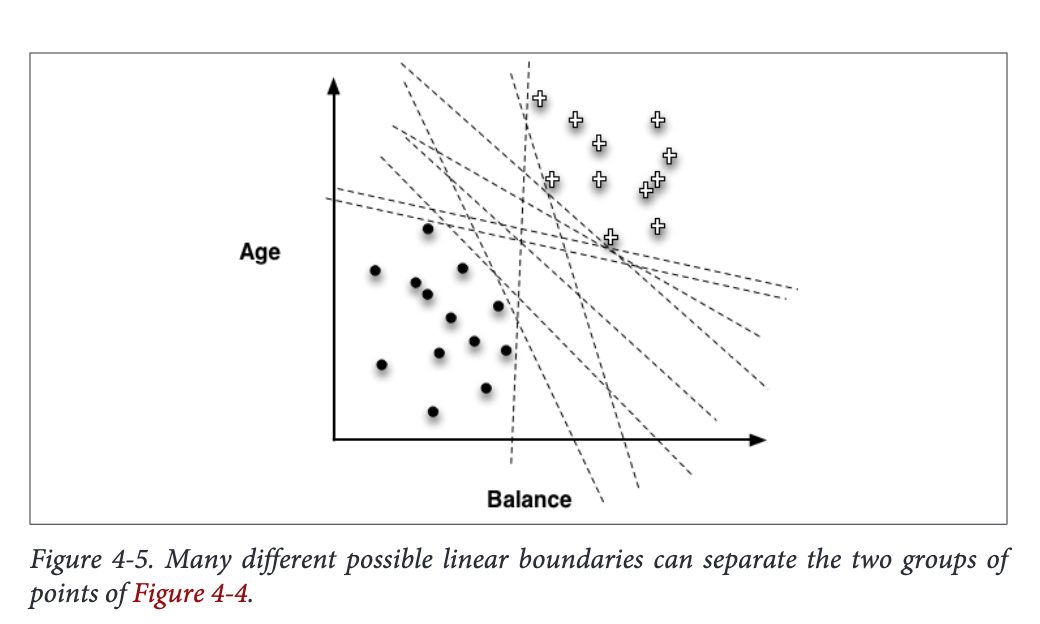 Age
Balance
Figure 4-5. Many different possible linear boundaries can separate the two groups of
points of Figure 4-4.